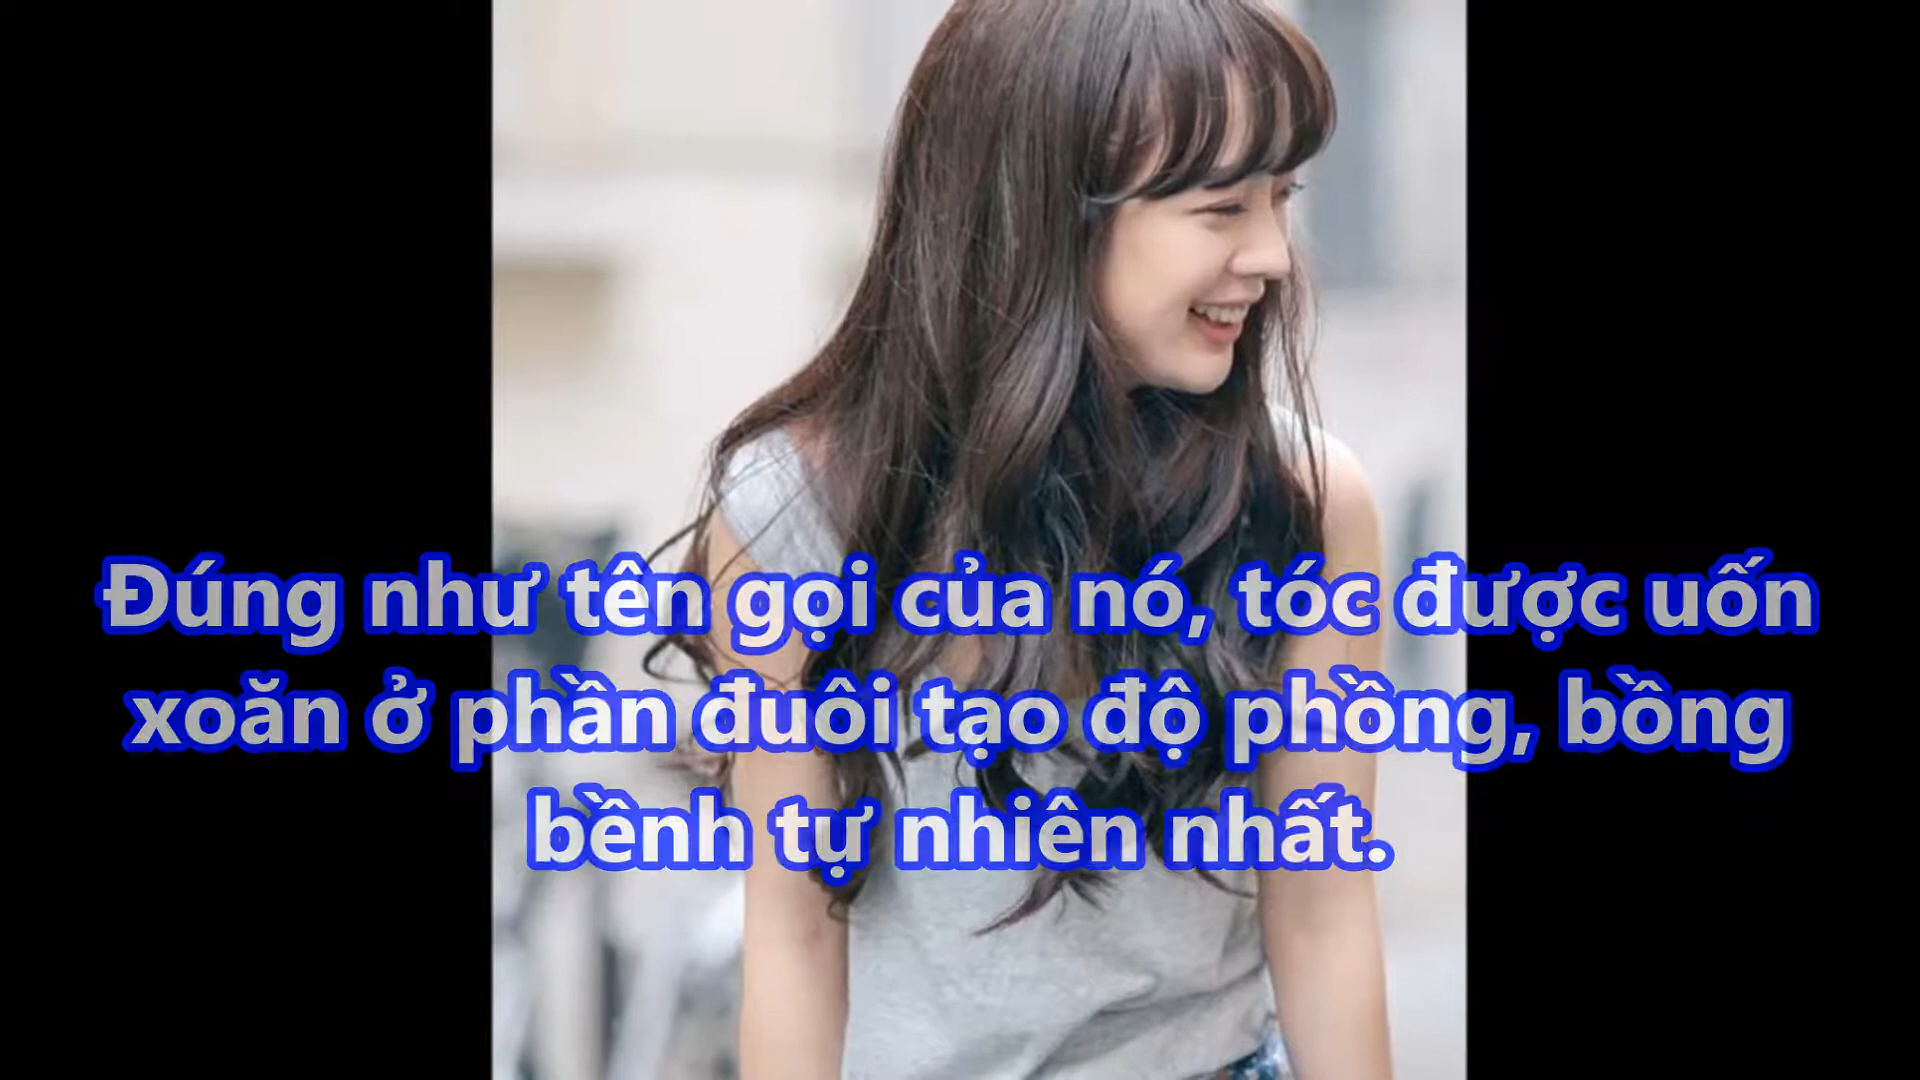 Đúng như tên gọi của nó, tóc được uốn
xoăn ở phần đuôi tạo độ phồng, bồng
bềnh tự nhiên nhất.